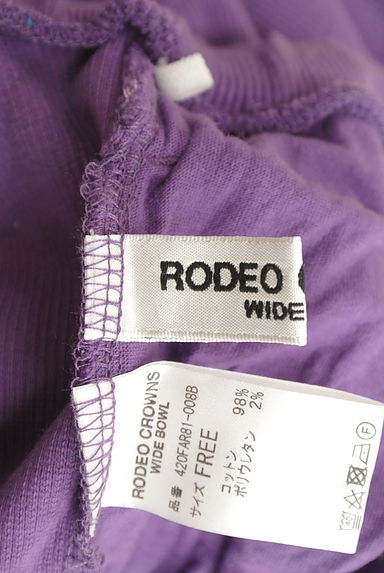 RODEO
WIDE
RODEO CROWNS
WIDE BOWL
品番 420FAR81-008B
サイズ FREE
コットン 98%
ポリウレタン 2%